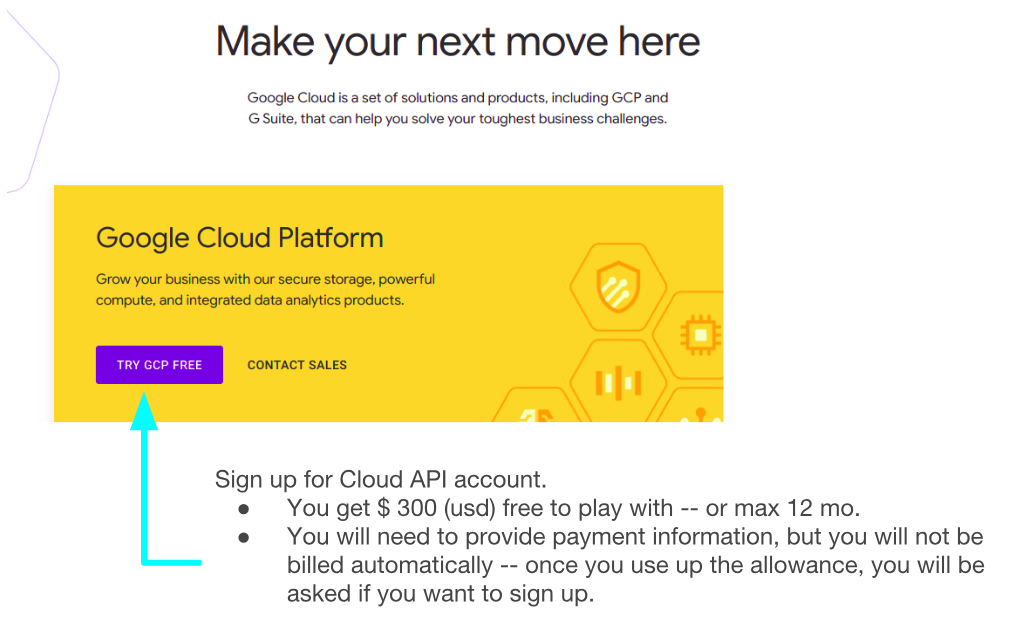 Make your next move here
Google Cloud is a set of solutions and products, including GCP and
G Suite, that can help you solve your toughest business challenges.
Google Cloud Platform
Grow your business with our secure storage, powerful
compute, and integrated data analytics products.
TRY GCP FREE
CONTACT SALES
Sign up for Cloud API account.
● You get $ 300 (usd) free to play with -- or max 12 mo.
● You will need to provide payment information, but you will not be
billed automatically -- once you use up the allowance, you will be
asked if you want to sign up.